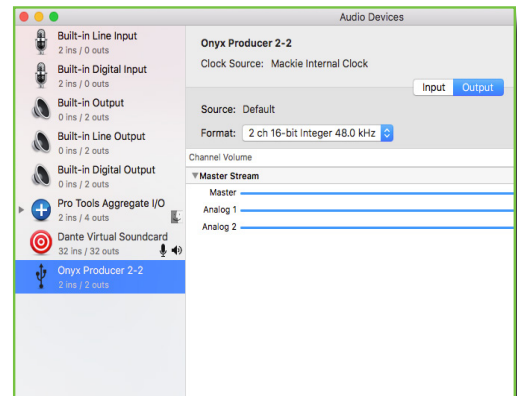 Audio Devices
Built-in Line Input
2 ins / 0 outs
Built-in Digital Input
2 ins / 0 outs
Built-in Output
0 ins / 2 outs
Built-in Line Output
0 ins / 2 outs
Built-in Digital Output
0 ins / 2 outs
Pro Tools Aggregate I/O
2 ins / 4 outs
Dante Virtual Soundcard
32 ins / 32 outs
Onyx Producer 2-2
2 ins / 2 outs
Onyx Producer 2-2
Clock Source: Mackie Internal Clock
Input Output
Source: Default
Format: 2 ch 16-bit Integer 48.0 kHz
Channel Volume
Master Stream
Master
Analog 1
Analog 2